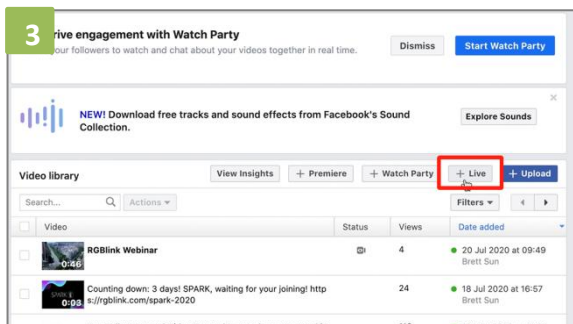 3
rive engagement with Watch Party
our followers to watch and chat about your videos together in real time.
Dismiss
Start Watch Party
NEW! Download free tracks and sound effects from Facebook's Sound
Collection.
Explore Sounds
Video library
View Insights
+ Premiere
+ Watch Party
+ Live
+ Upload
Search...
Actions
Filters
Video
Status
Views
Date added
0:46
RGBlink Webinar
4
20 Jul 2020 at 09:49
Brett Sun
SPARK
0:03
Counting down: 3 days! SPARK, waiting for your joining! http
s://rgblink.com/spark-2020
24
18 Jul 2020 at 16:57
Brett Sun